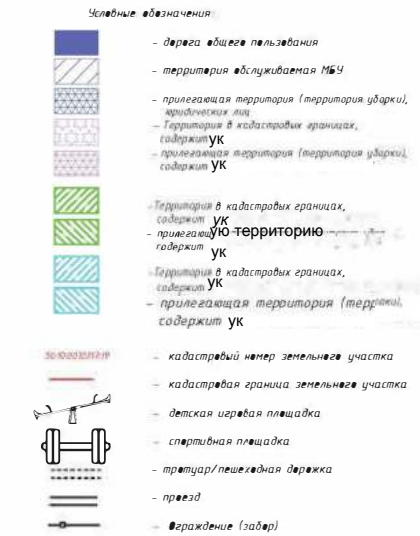 Условные обозначения
- дорога общего пользования
- территория обслуживаемая МБУ
- прилегающая территория (территория уборки),
юридических лиц
- Территория в кадастровых границах,
содержит ук
- прилегающая территория (территория уборки),
содержит ук
- Территория в кадастровых границах,
содержит ук
- прилегающую территорию
содержит
ук
- Территория в кадастровых границах,
содержит ук
- прилегающая территория
содержит ук
- кадастровый номер земельного участка
- кадастровая граница земельного участка
- детская игровая площадка
- спортивная площадка
- тротуар/пешеходная дорожка
- проезд
- Ограждение (забор)